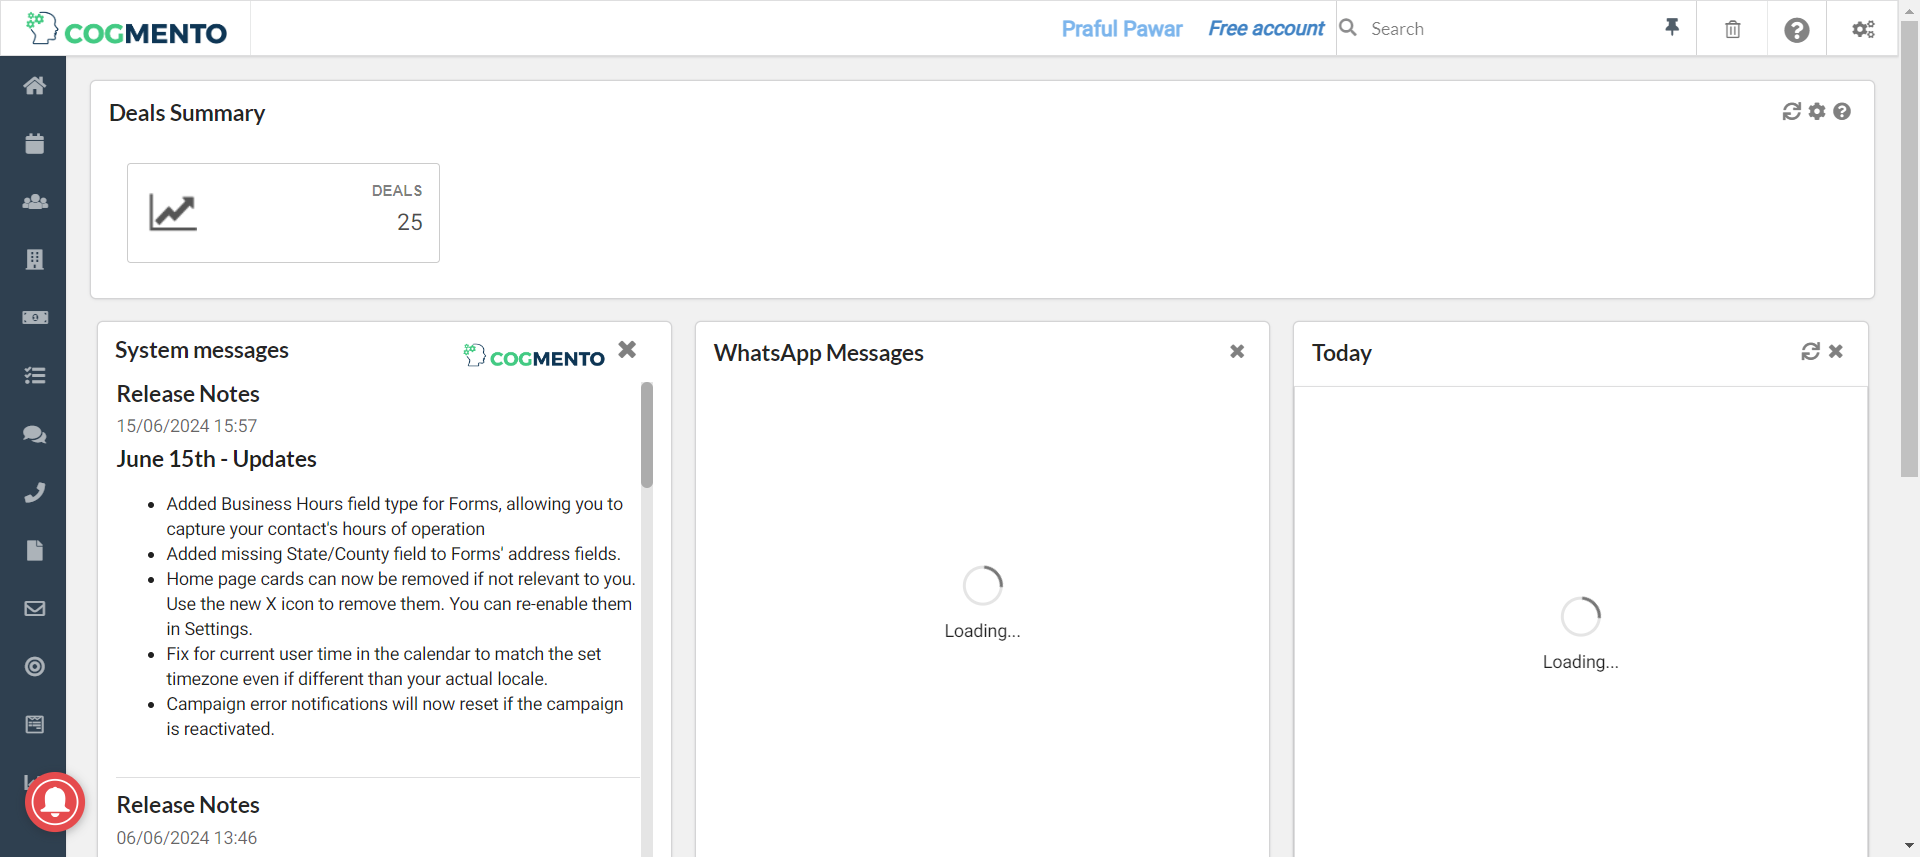 COGMENTO
Praful Pawar
Free account
Search
Deals Summary
DEALS
25
System messages
COGMENTO
Release Notes
15/06/2024 15:57
June 15th - Updates
Added Business Hours field type for Forms, allowing you to
capture your contact's hours of operation
Added missing State/County field to Forms' address fields.
Home page cards can now be removed if not relevant to you.
Use the new X icon to remove them. You can re-enable them
in Settings.
Fix for current user time in the calendar to match the set
timezone even if different than your actual locale.
Campaign error notifications will now reset if the campaign
is reactivated.
Release Notes
06/06/2024 13:46
WhatsApp Messages
Loading...
Today
Loading...